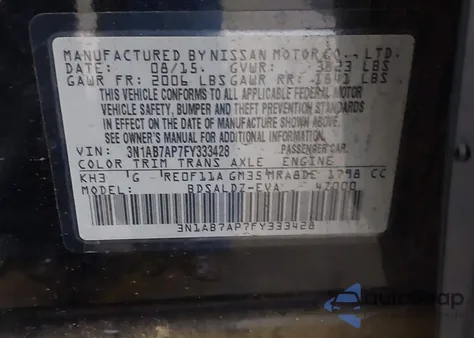 MANUFACTURED BY NISSAN MOTOR CO., LTD.
DATE: 08/15 GVWR: 3623 LBS
GAWR FR: 2006 LBS GAWR RR: 1641 LBS
THIS VEHICLE CONFORMS TO ALL APPLICABLE FEDERAL MOTOR
VEHICLE SAFETY, BUMPER AND THEFT PREVENTION STANDARDS
IN EFFECT ON THE DATE OF MANUFACTURE SHOWN ABOVE.
SEE OWNER'S MANUAL FOR ADDITIONAL INFORMATION.
VIN: 3N1AB7AP7FY333428 PASSENGER CAR
COLOR TRIM TRANS AXLE ENGINE
KH3 G RE0F11A GM35 MRA8DE 1798 CC
MODEL: BDSALDZ-EVA 4Z000
3N1AB7AP7FY333428